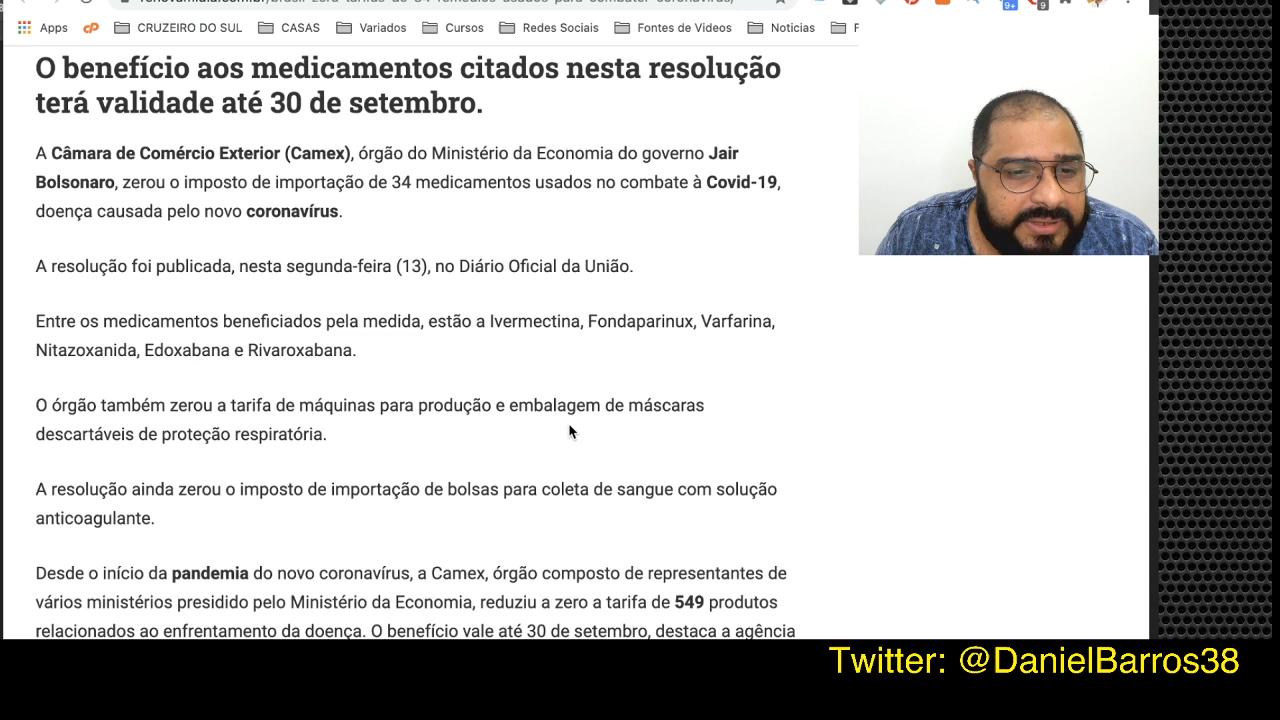 Apps CRUZEIRO DO SUL CASAS Variados Cursos Redes Sociais Fontes de Videos Noticias F
9+ 9
O benefício aos medicamentos citados nesta resolução
terá validade até 30 de setembro.
A Câmara de Comércio Exterior (Camex), órgão do Ministério da Economia do governo Jair
Bolsonaro, zerou o imposto de importação de 34 medicamentos usados no combate à Covid-19,
doença causada pelo novo coronavírus.
A resolução foi publicada, nesta segunda-feira (13), no Diário Oficial da União.
Entre os medicamentos beneficiados pela medida, estão a Ivermectina, Fondaparinux, Varfarina,
Nitazoxanida, Edoxabana e Rivaroxabana.
O órgão também zerou a tarifa de máquinas para produção e embalagem de máscaras
descartáveis de proteção respiratória.
A resolução ainda zerou o imposto de importação de bolsas para coleta de sangue com solução
anticoagulante.
Desde o início da pandemia do novo coronavírus, a Camex, órgão composto de representantes de
vários ministérios presidido pelo Ministério da Economia, reduziu a zero a tarifa de 549 produtos
relacionados ao enfrentamento da doença. O benefício vale até 30 de setembro, destaca a agência
Twitter: @DanielBarros38